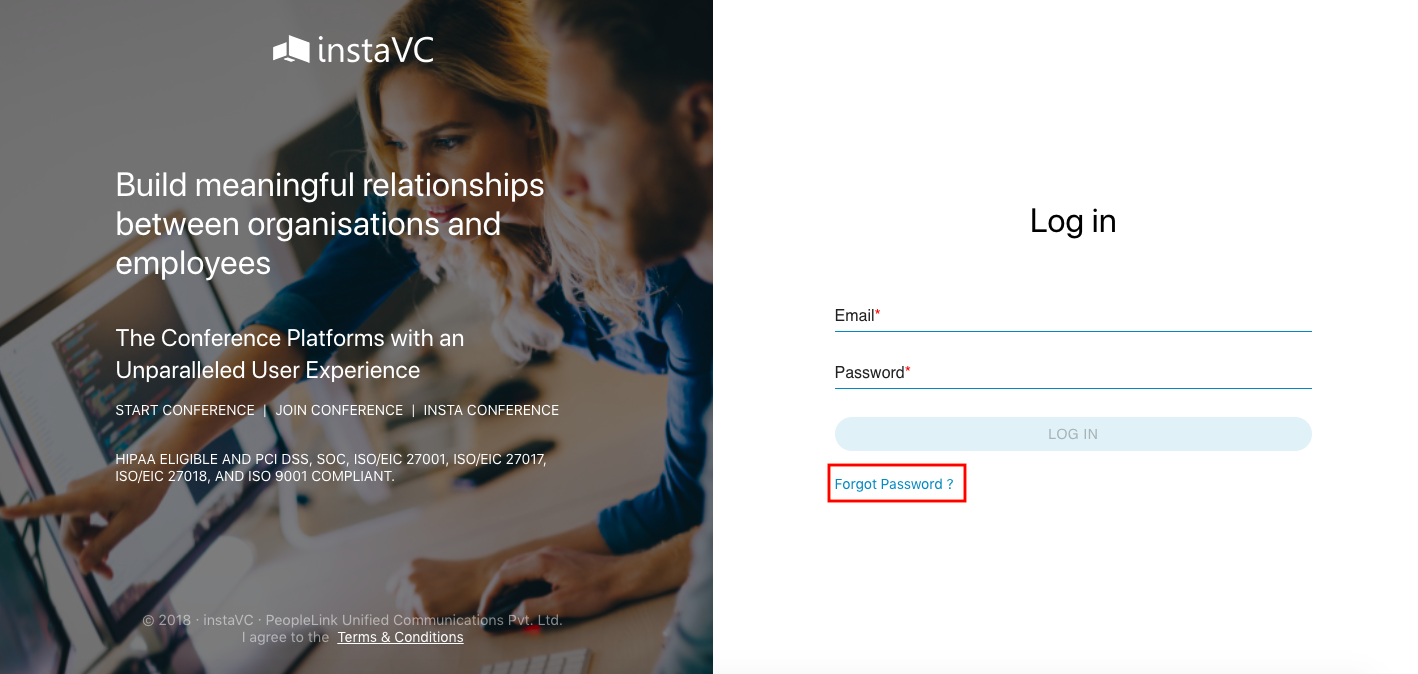 instaVC
Build meaningful relationships
between organisations and
employees
The Conference Platforms with an
Unparalleled User Experience
START CONFERENCE | JOIN CONFERENCE | INSTA CONFERENCE
HIPAA ELIGIBLE AND PCI DSS, SOC, ISO/EIC 27001, ISO/EIC 27017,
ISO/EIC 27018, AND ISO 9001 COMPLIANT.
© 2018 · instaVC · PeopleLink Unified Communications Pvt. Ltd.
I agree to the Terms & Conditions
Log in
Email*
Password*
LOG IN
Forgot Password ?